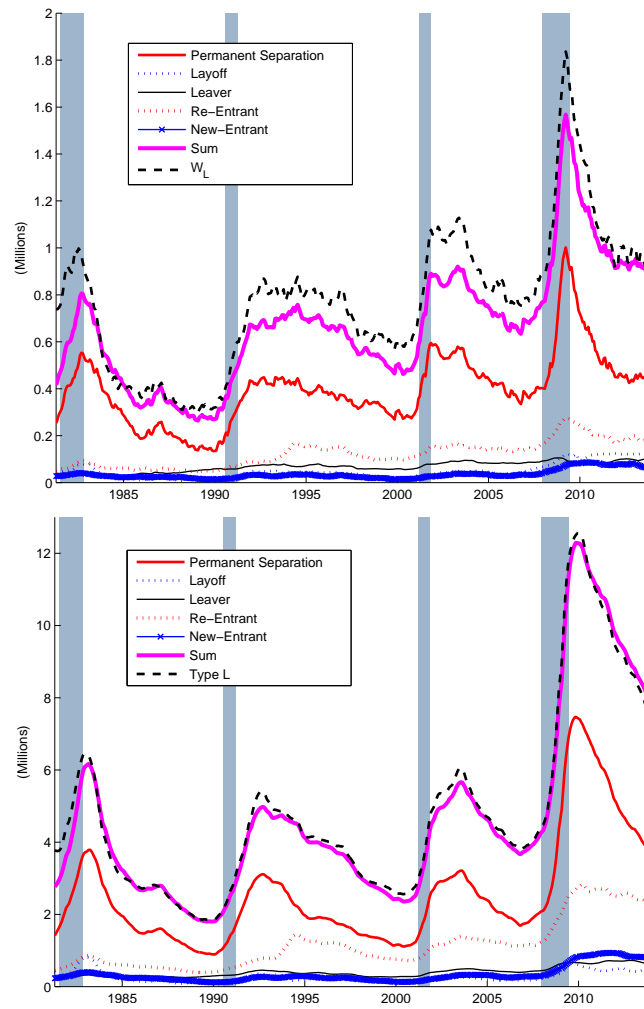 2
1.8
1.6
1.4
1.2
1
0.8
0.6
0.4
0.2
0
(Millions)
Permanent Separation
Layoff
Leaver
Re−Entrant
New−Entrant
Sum
W_L
1985 1990 1995 2000 2005 2010
12
10
8
6
4
2
0
(Millions)
Permanent Separation
Layoff
Leaver
Re−Entrant
New−Entrant
Sum
Type L
1985 1990 1995 2000 2005 2010